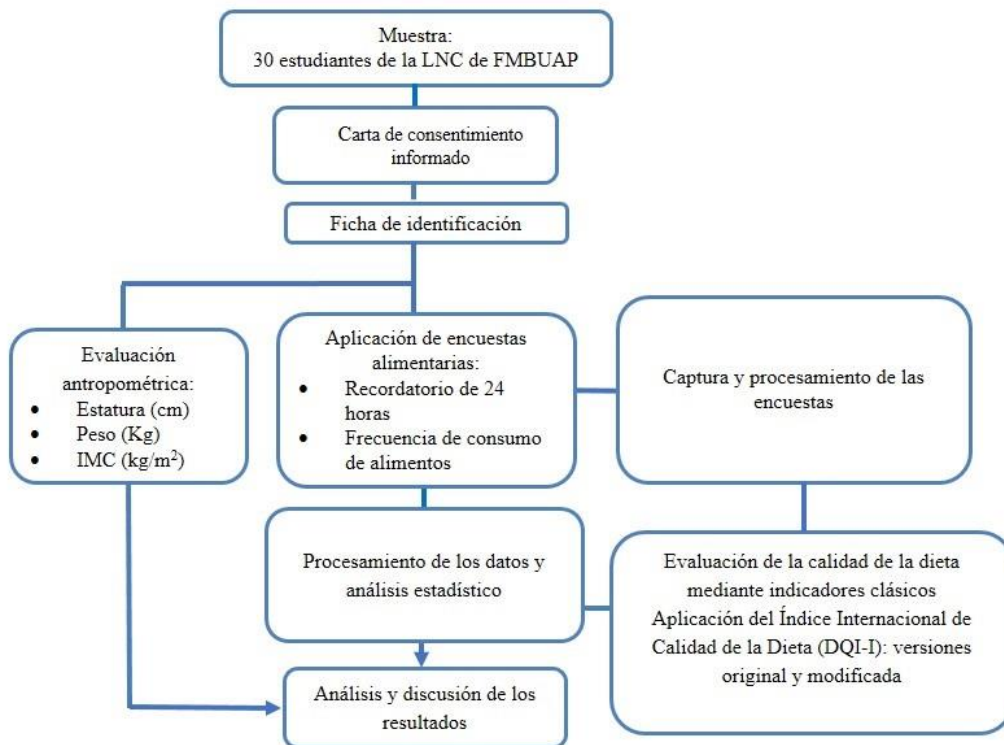 Muestra:
30 estudiantes de la LNC de FMBUAP
Carta de consentimiento
informado
Ficha de identificación
Evaluación
antropométrica:
• Estatura (cm)
• Peso (Kg)
• IMC (kg/m²)
Aplicación de encuestas
alimentarias:
• Recordatorio de 24
horas
• Frecuencia de consumo
de alimentos
Captura y procesamiento de las
encuestas
Procesamiento de los datos y
análisis estadístico
Evaluación de la calidad de la dieta
mediante indicadores clásicos
Aplicación del Índice Internacional de
Calidad de la Dieta (DQI-I): versiones
original y modificada
Análisis y discusión de los
resultados